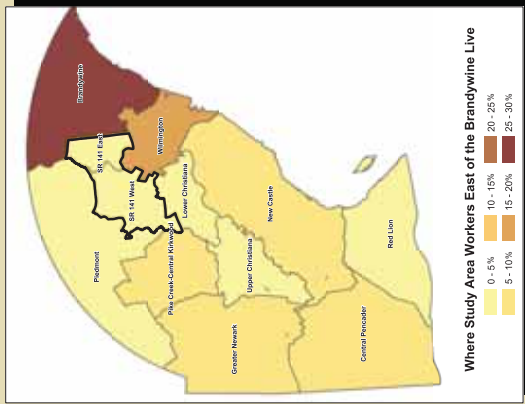 Brandywine
SR 141 East
Wilmington
SR 141 West
Piedmont
Lower Christiana
Pike Creek-Central Kirkwood
New Castle
Upper Christiana
Red Lion
Greater Newark
Central Pencader
Where Study Area Workers East of the Brandywine Live
0 - 5%
10 - 15%
20 - 25%
5 - 10%
15 - 20%
25 - 30%